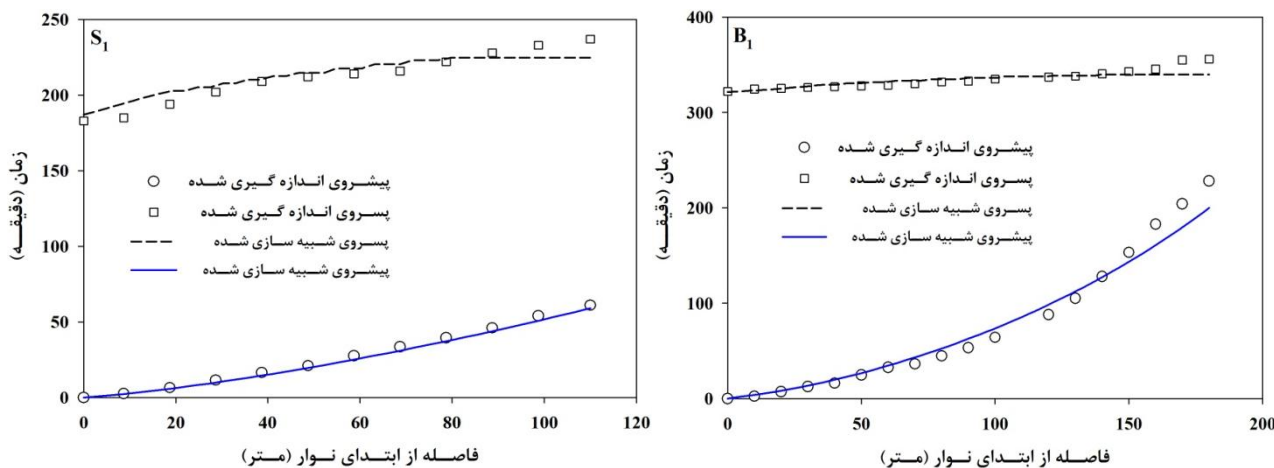 S1
250
200
150
100
50
0
زمان (دقیقه)
پیشروی اندازه گیری شده
پسروی اندازه گیری شده
پسروی شبیه سازی شده
پیشروی شبیه سازی شده
0 20 40 60 80 100 120
فاصله از ابتدای نوار (متر)
B1
400
300
200
100
0
زمان (دقیقه)
پیشروی اندازه گیری شده
پسروی اندازه گیری شده
پسروی شبیه سازی شده
پیشروی شبیه سازی شده
0 50 100 150 200
فاصله از ابتدای نوار (متر)